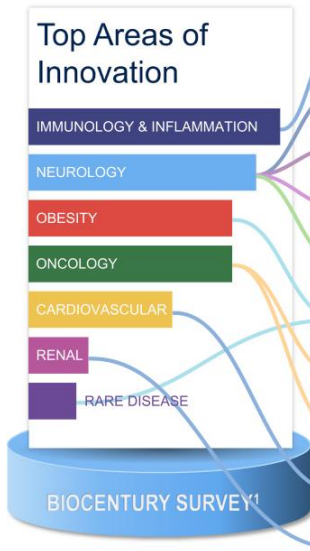 Top Areas of
Innovation
IMMUNOLOGY & INFLAMMATION
NEUROLOGY
OBESITY
ONCOLOGY
CARDIOVASCULAR
RENAL
RARE DISEASE
BIOCENTURY SURVEY¹